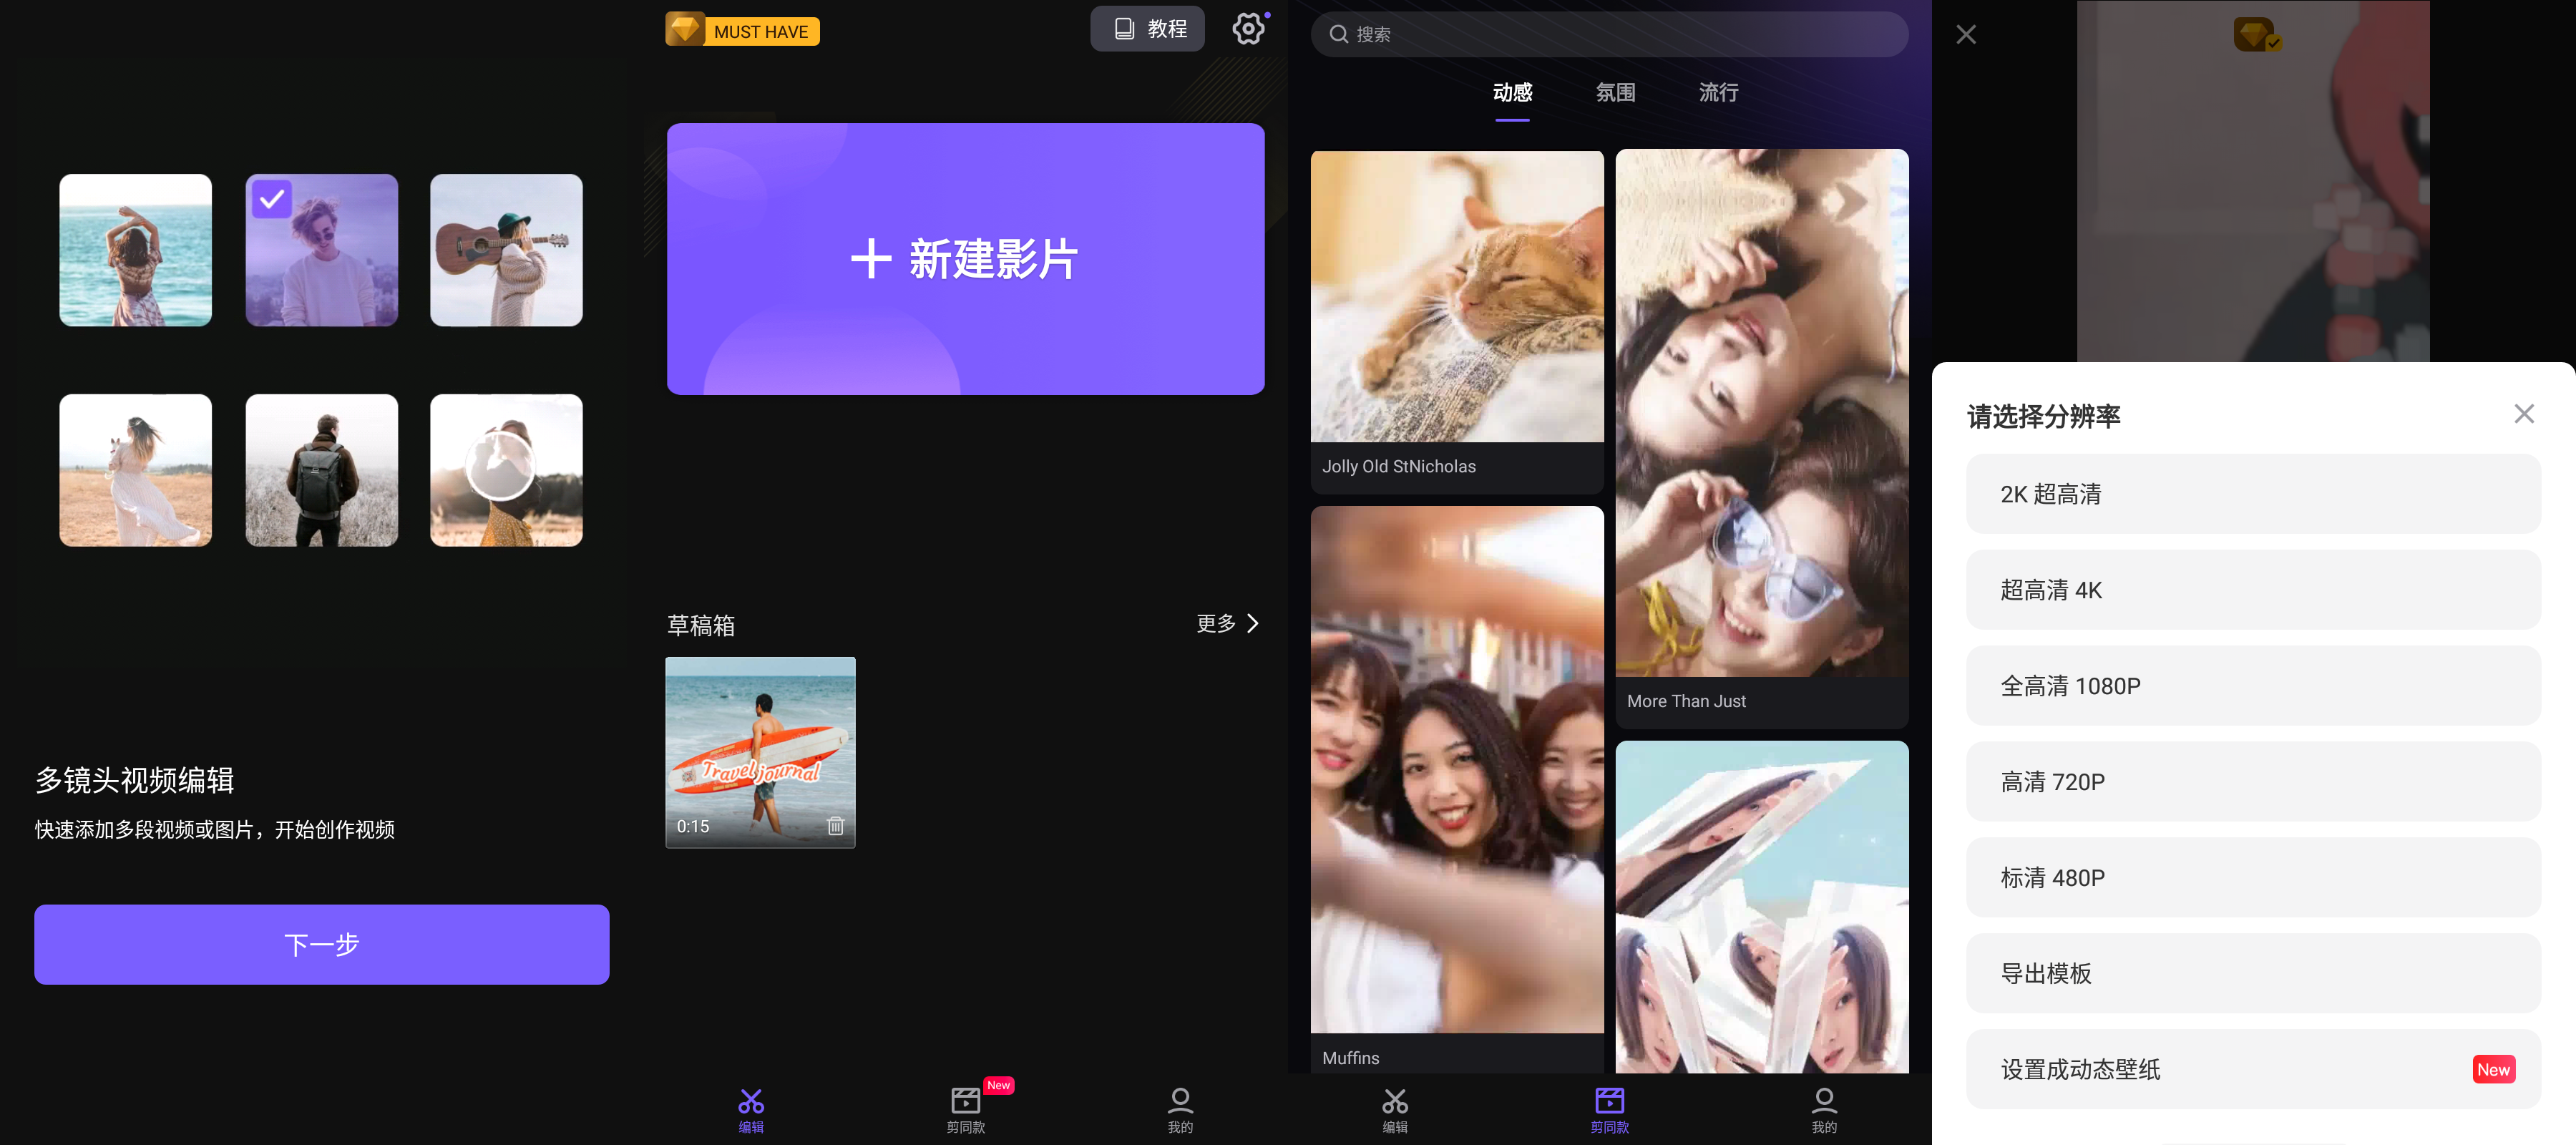 多镜头视频编辑
快速添加多段视频或图片，开始创作视频
下一步
MUST HAVE
教程
新建影片
草稿箱
更多
Travel journal
0:15
编辑
剪同款
New
我的
搜索
动感
氛围
流行
Jolly Old StNicholas
More Than Just
Muffins
编辑
剪同款
我的
请选择分辨率
2K 超高清
超高清 4K
全高清 1080P
高清 720P
标清 480P
导出模板
设置成动态壁纸
New